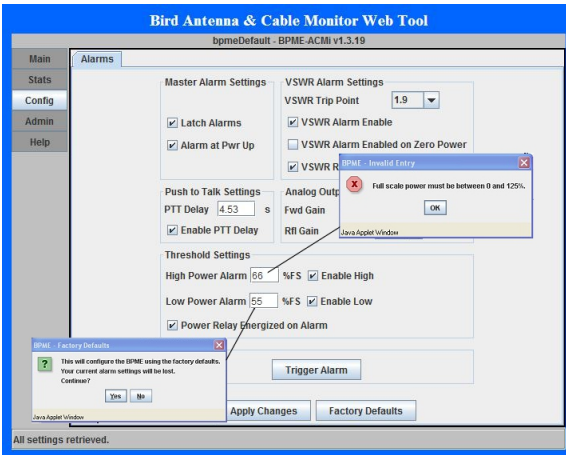 Bird Antenna & Cable Monitor Web Tool
bpmeDefault - BPME-ACMi v1.3.19
Main
Stats
Config
Admin
Help
Alarms
Master Alarm Settings
Latch Alarms
Alarm at Pwr Up
VSWR Alarm Settings
VSWR Trip Point 1.9
VSWR Alarm Enable
VSWR Alarm Enabled on Zero Power
VSWR R
BPME - Invalid Entry
Full scale power must be between 0 and 125%.
OK
Java Applet Window
Push to Talk Settings
PTT Delay 4.53 s
Enable PTT Delay
Analog Outp
Fwd Gain
Rfl Gain
Threshold Settings
High Power Alarm 66 %FS Enable High
Low Power Alarm 55 %FS Enable Low
Power Relay Energized on Alarm
BPME - Factory Defaults
This will configure the BPME using the factory defaults.
Your current alarm settings will be lost.
Continue?
Yes No
Java Applet Window
Trigger Alarm
Apply Changes Factory Defaults
All settings retrieved.